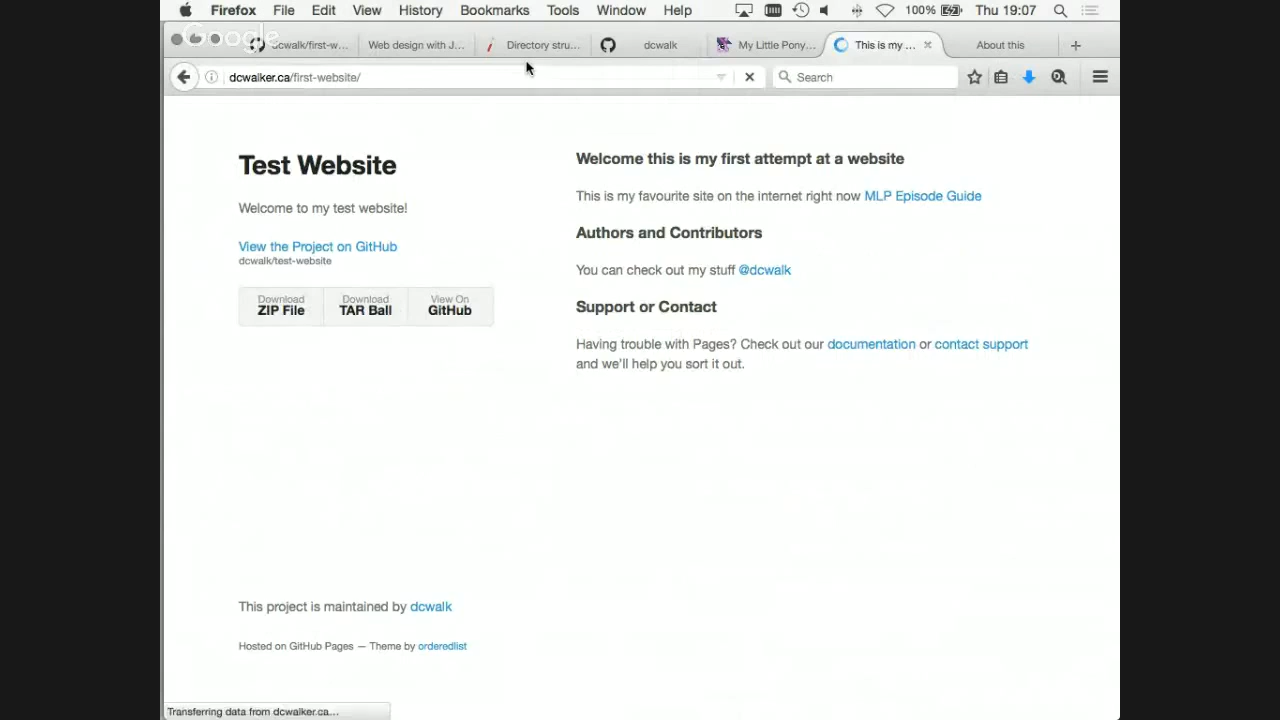 Firefox File Edit View History Bookmarks Tools Window Help 100% Thu 19:07
Google
dcwalk/first-w... Web design with J... Directory stru... dcwalk My Little Pony... This is my ... About this
dcwalker.ca/first-website/ Search
Test Website
Welcome to my test website!
View the Project on GitHub
dcwalk/test-website
Download ZIP File
Download TAR Ball
View On GitHub
Welcome this is my first attempt at a website
This is my favourite site on the internet right now MLP Episode Guide
Authors and Contributors
You can check out my stuff @dcwalk
Support or Contact
Having trouble with Pages? Check out our documentation or contact support
and we'll help you sort it out.
This project is maintained by dcwalk
Hosted on GitHub Pages — Theme by orderedlist
Transferring data from dcwalker.ca...